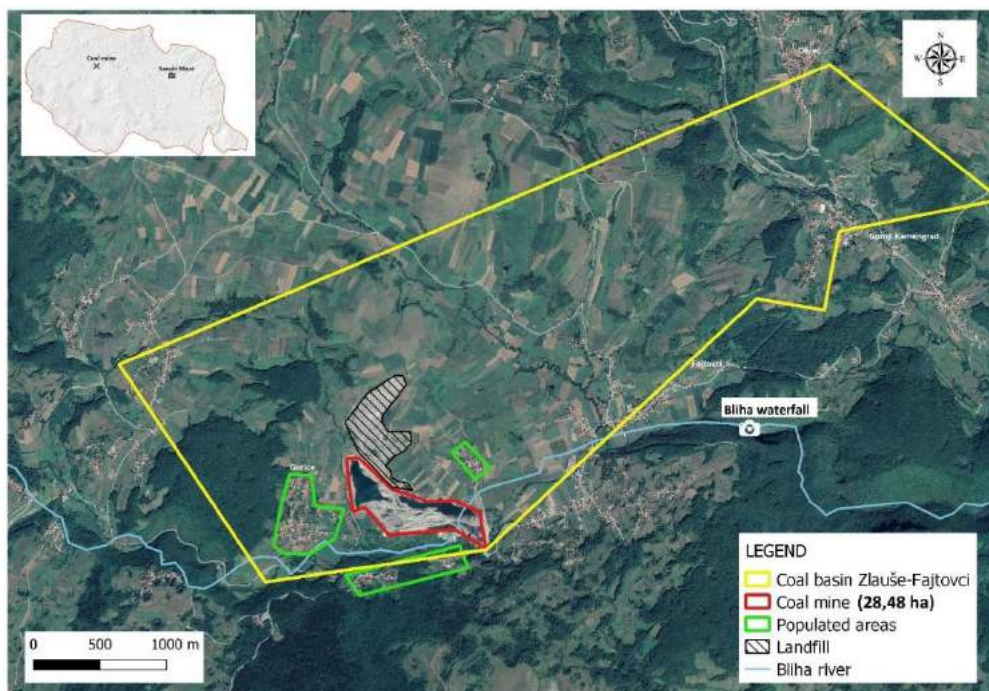 Coal mine
Sanski Most
N
W
E
S
Gornji Kamengrad
Fajtovci
Bliha waterfall
Gorice
LEGEND
Coal basin Zlauše-Fajtovci
Coal mine (28,48 ha)
Populated areas
Landfill
Bliha river
0 500 1000 m